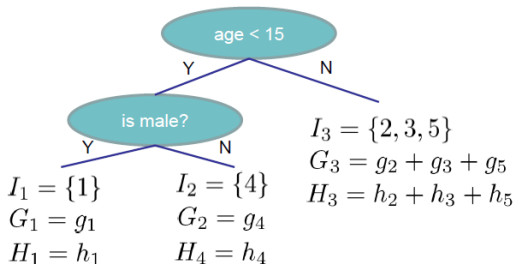 age < 15
Y
N
is male?
Y
N
I₁ = {1}
G₁ = g₁
H₁ = h₁
I₂ = {4}
G₂ = g₄
H₄ = h₄
I₃ = {2, 3, 5}
G₃ = g₂ + g₃ + g₅
H₃ = h₂ + h₃ + h₅